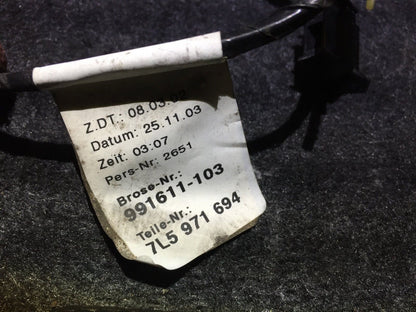 Z.DT.: 08.03.02
Datum: 25.11.03
Zeit: 03:07
Pers-Nr.: 2651
Brose-Nr.:
991611-103
Teile-Nr.:
7L5 971 694